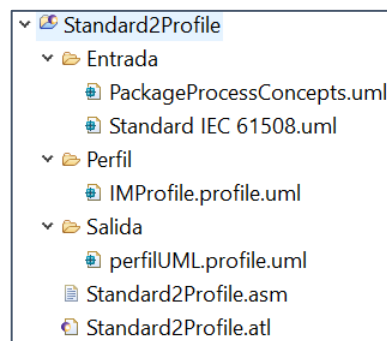 Standard2Profile
Entrada
PackageProcessConcepts.uml
Standard IEC 61508.uml
Perfil
IMProfile.profile.uml
Salida
perfilUML.profile.uml
Standard2Profile.asm
Standard2Profile.atl